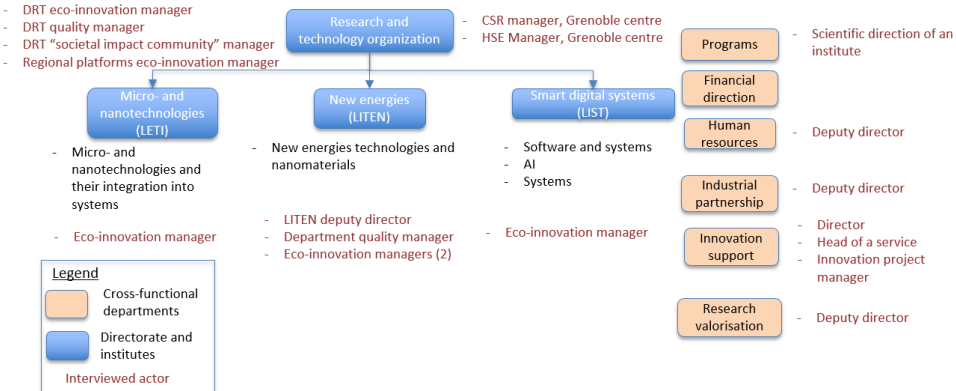 - DRT eco-innovation manager
- DRT quality manager
- DRT “societal impact community” manager
- Regional platforms eco-innovation manager
Research and
technology organization
- CSR manager, Grenoble centre
- HSE Manager, Grenoble centre
Micro- and
nanotechnologies
(LETI)
New energies
(LITEN)
Smart digital systems
(LIST)
- Micro- and
nanotechnologies and
their integration into
systems
- New energies technologies and
nanomaterials
- Software and systems
- AI
- Systems
- Eco-innovation manager
- LITEN deputy director
- Department quality manager
- Eco-innovation managers (2)
- Eco-innovation manager
Programs
- Scientific direction of an
institute
Financial
direction
Human
resources
- Deputy director
Industrial
partnership
- Deputy director
Innovation
support
- Director
- Head of a service
- Innovation project
manager
Research
valorisation
- Deputy director
Legend
Cross-functional
departments
Directorate and
institutes
Interviewed actor